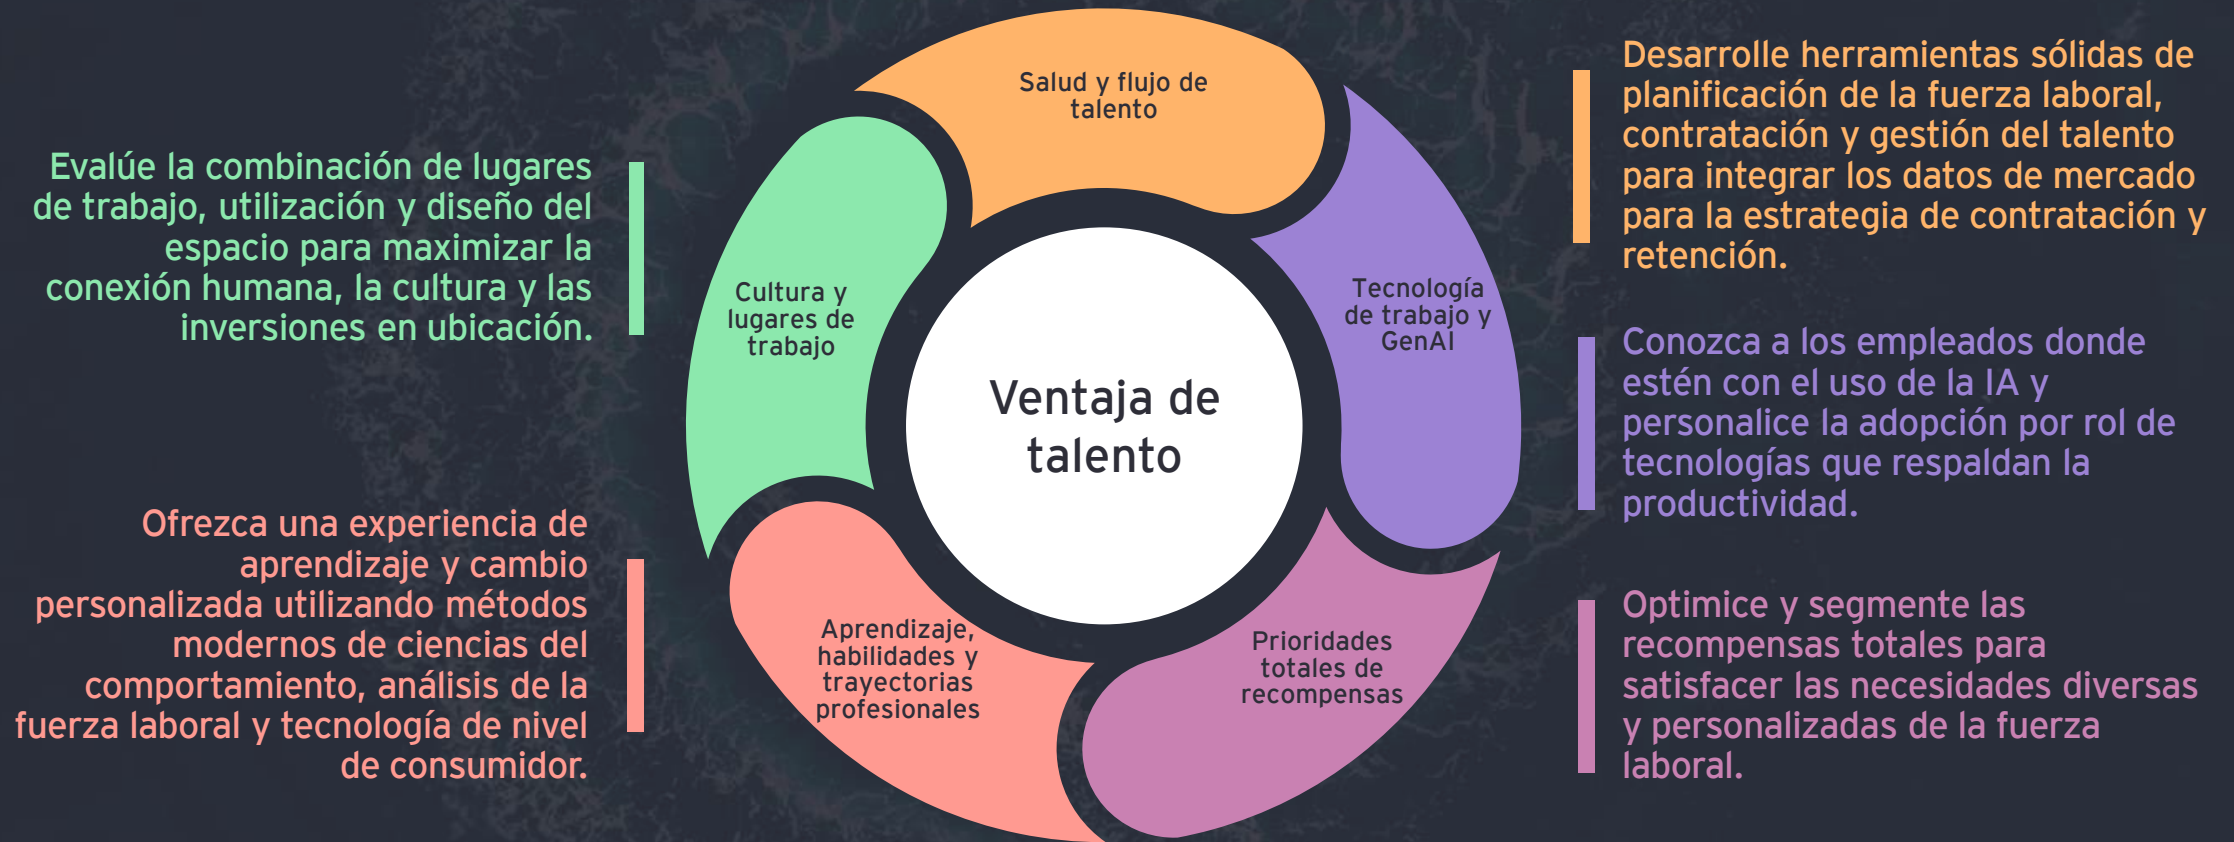 Salud y flujo de
talento
Desarrolle herramientas sólidas de
planificación de la fuerza laboral,
contratación y gestión del talento
para integrar los datos de mercado
para la estrategia de contratación y
retención.
Evalúe la combinación de lugares
de trabajo, utilización y diseño del
espacio para maximizar la
conexión humana, la cultura y las
inversiones en ubicación.
Cultura y
lugares de
trabajo
Tecnología
de trabajo y
GenAI
Conozca a los empleados donde
estén con el uso de la IA y
personalice la adopción por rol de
tecnologías que respaldan la
productividad.
Ventaja de
talento
Ofrezca una experiencia de
aprendizaje y cambio
personalizada utilizando métodos
modernos de ciencias del
comportamiento, análisis de la
fuerza laboral y tecnología de nivel
de consumidor.
Aprendizaje,
habilidades y
trayectorias
profesionales
Prioridades
totales de
recompensas
Optimice y segmente las
recompensas totales para
satisfacer las necesidades diversas
y personalizadas de la fuerza
laboral.